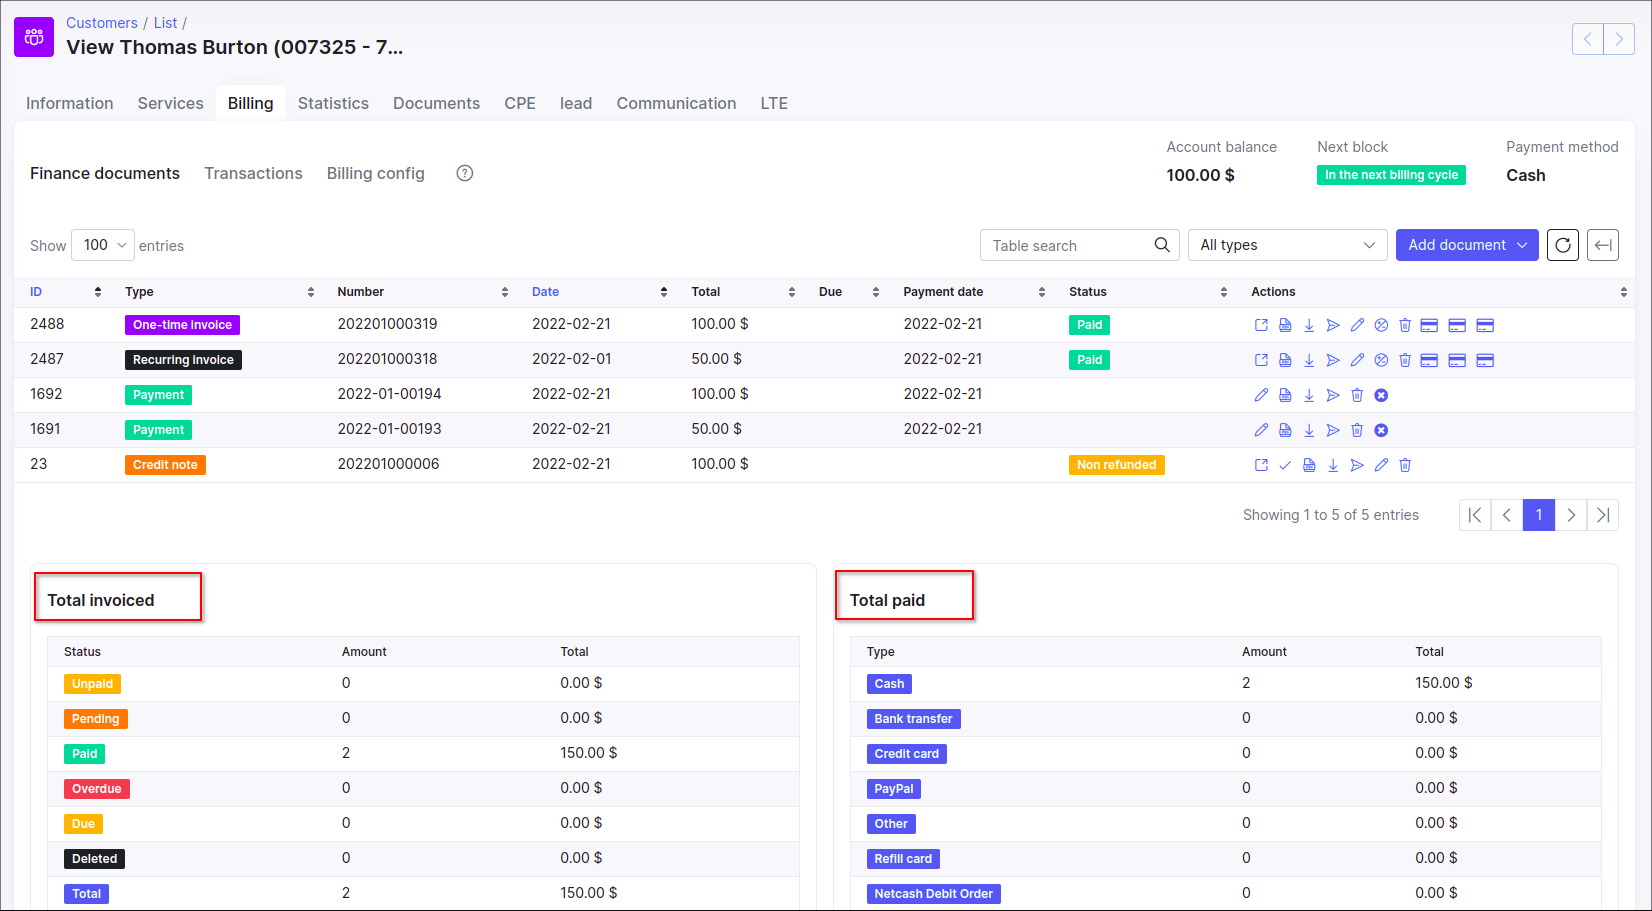 Customers / List /
View Thomas Burton (007325 - 7...
Information Services Billing Statistics Documents CPE lead Communication LTE
Account balance Next block Payment method
Finance documents Transactions Billing config ?
100.00 $ In the next billing cycle Cash
Show 100 entries Table search All types Add document
ID Type Number Date Total Due Payment date Status Actions
2488 One-time invoice 202201000319 2022-02-21 100.00 $ 2022-02-21 Paid
2487 Recurring invoice 202201000318 2022-02-01 50.00 $ 2022-02-21 Paid
1692 Payment 2022-01-00194 2022-02-21 100.00 $ 2022-02-21
1691 Payment 2022-01-00193 2022-02-21 50.00 $ 2022-02-21
23 Credit note 202201000006 2022-02-21 100.00 $ Non refunded
Showing 1 to 5 of 5 entries 1
Total invoiced
Status Amount Total
Unpaid 0 0.00 $
Pending 0 0.00 $
Paid 2 150.00 $
Overdue 0 0.00 $
Due 0 0.00 $
Deleted 0 0.00 $
Total 2 150.00 $
Total paid
Type Amount Total
Cash 2 150.00 $
Bank transfer 0 0.00 $
Credit card 0 0.00 $
PayPal 0 0.00 $
Other 0 0.00 $
Refill card 0 0.00 $
Netcash Debit Order 0 0.00 $